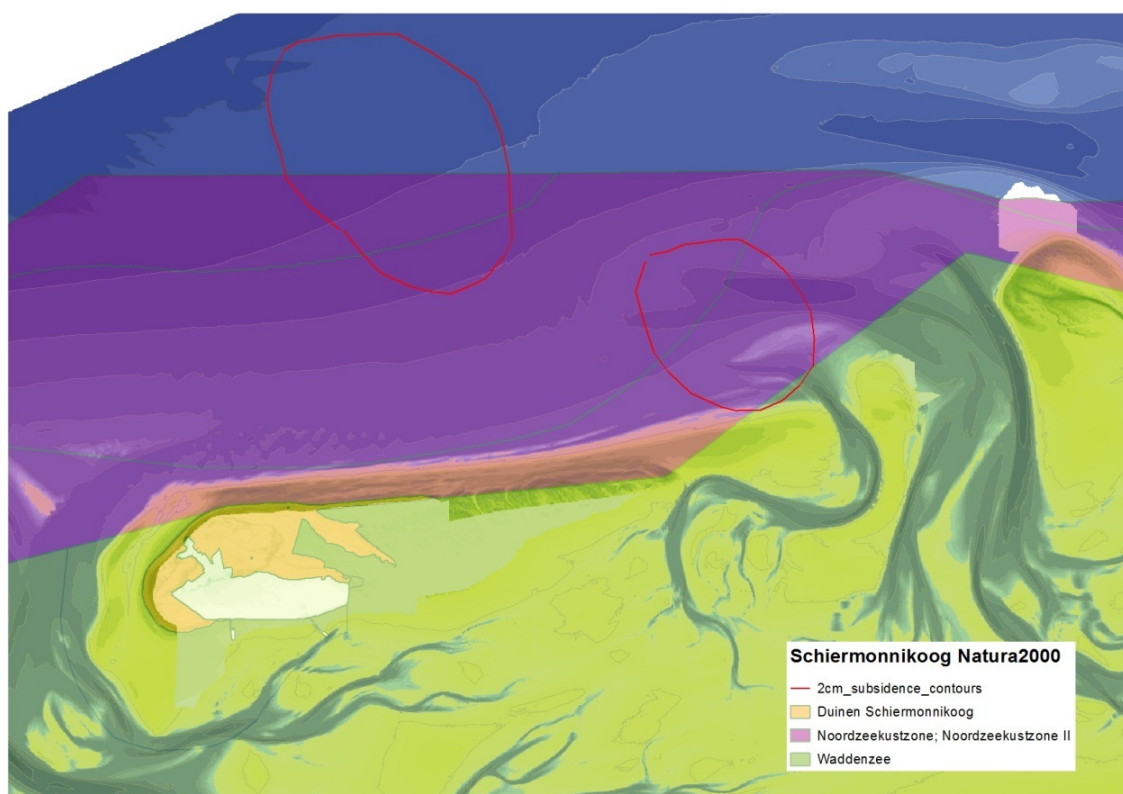 Schiermonnikoog Natura2000
2cm_subsidence_contours
Duinen Schiermonnikoog
Noordzeekustzone; Noordzeekustzone II
Waddenzee